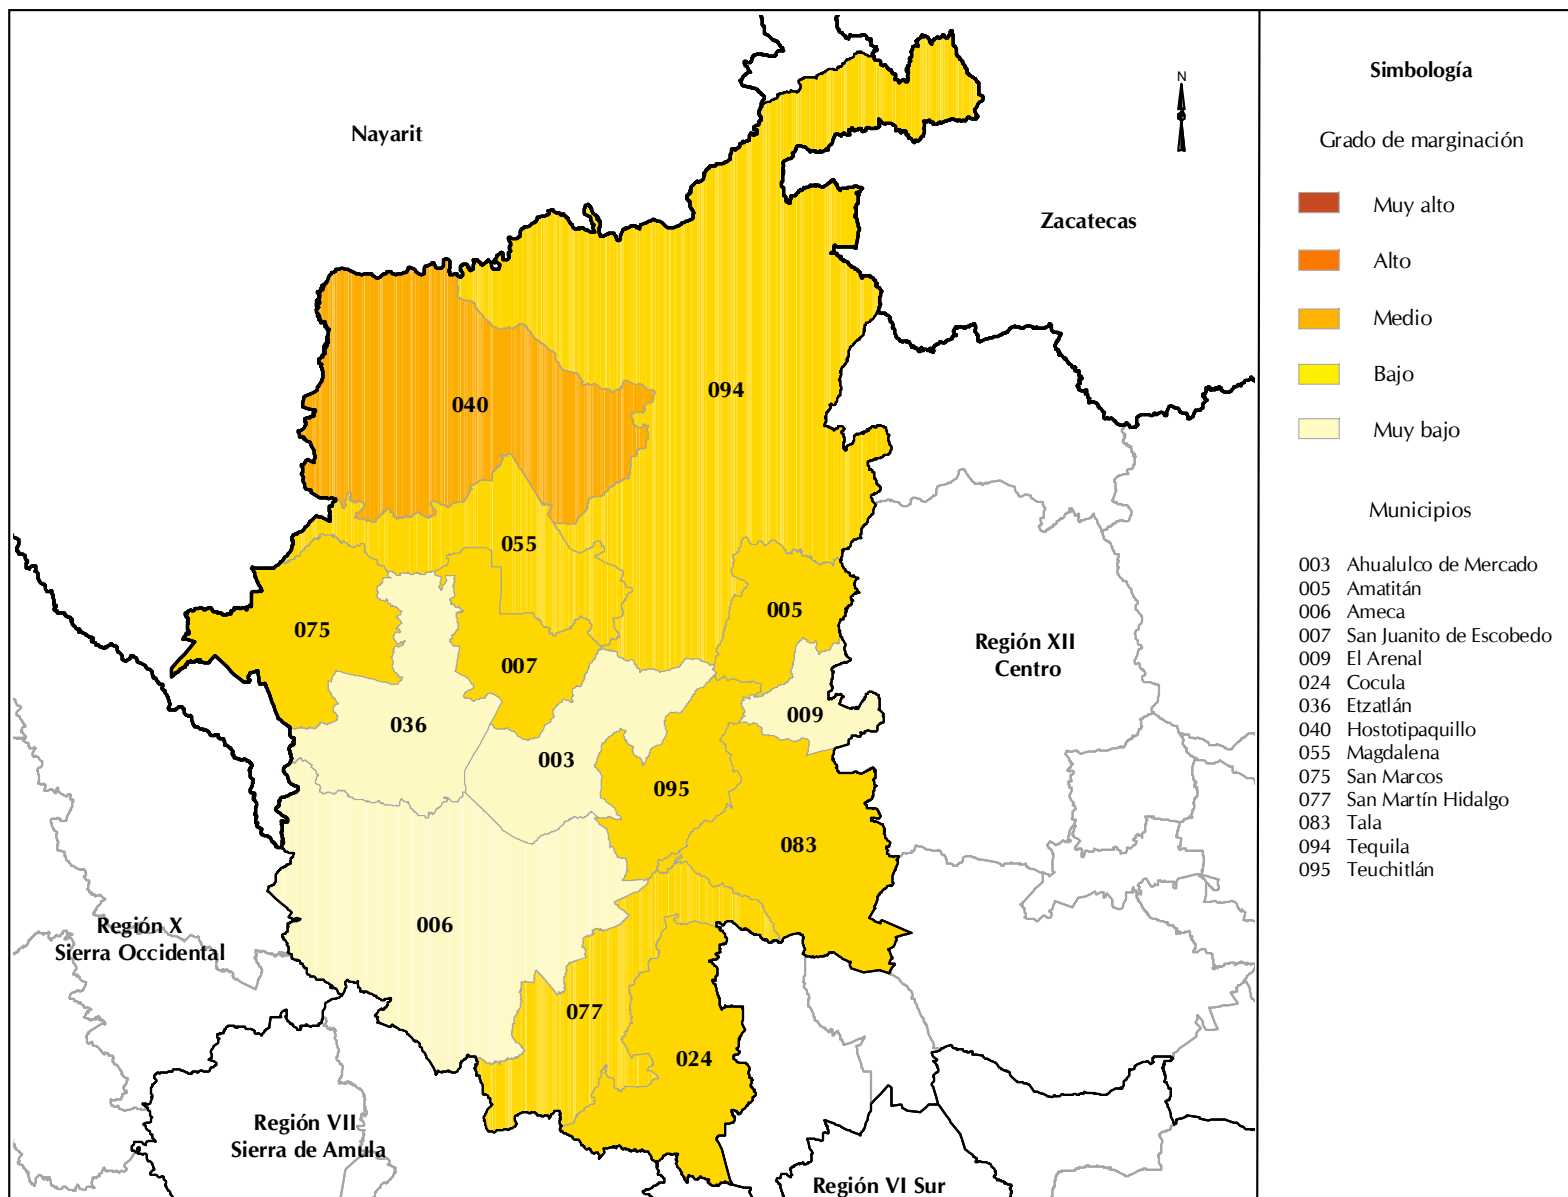 Nayarit
N
Zacatecas
040
094
055
005
075
007
036
009
003
095
083
006
077
024
Región XII
Centro
Región X
Sierra Occidental
Región VII
Sierra de Amula
Región VI Sur
Simbología
Grado de marginación
Muy alto
Alto
Medio
Bajo
Muy bajo
Municipios
003 Ahualulco de Mercado
005 Amatitán
006 Ameca
007 San Juanito de Escobedo
009 El Arenal
024 Cocula
036 Etzatlán
040 Hostotipaquillo
055 Magdalena
075 San Marcos
077 San Martín Hidalgo
083 Tala
094 Tequila
095 Teuchitlán